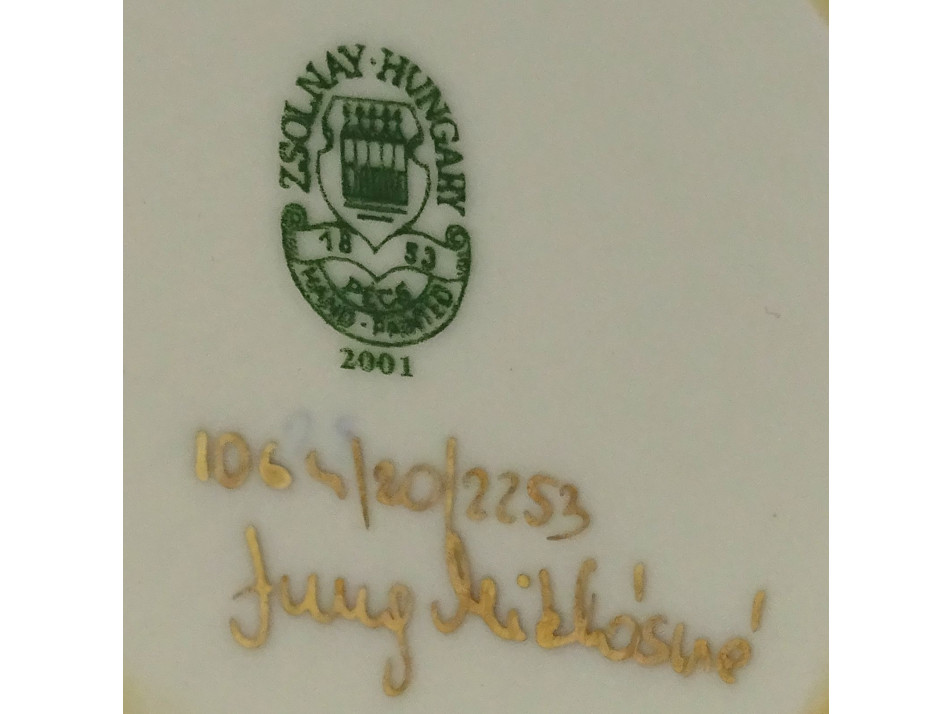 ZSOLNAY · HUNGARY
18 53
PÉCS
HAND - PAINTED
2001
1064/20/2253
Jung Miklósné